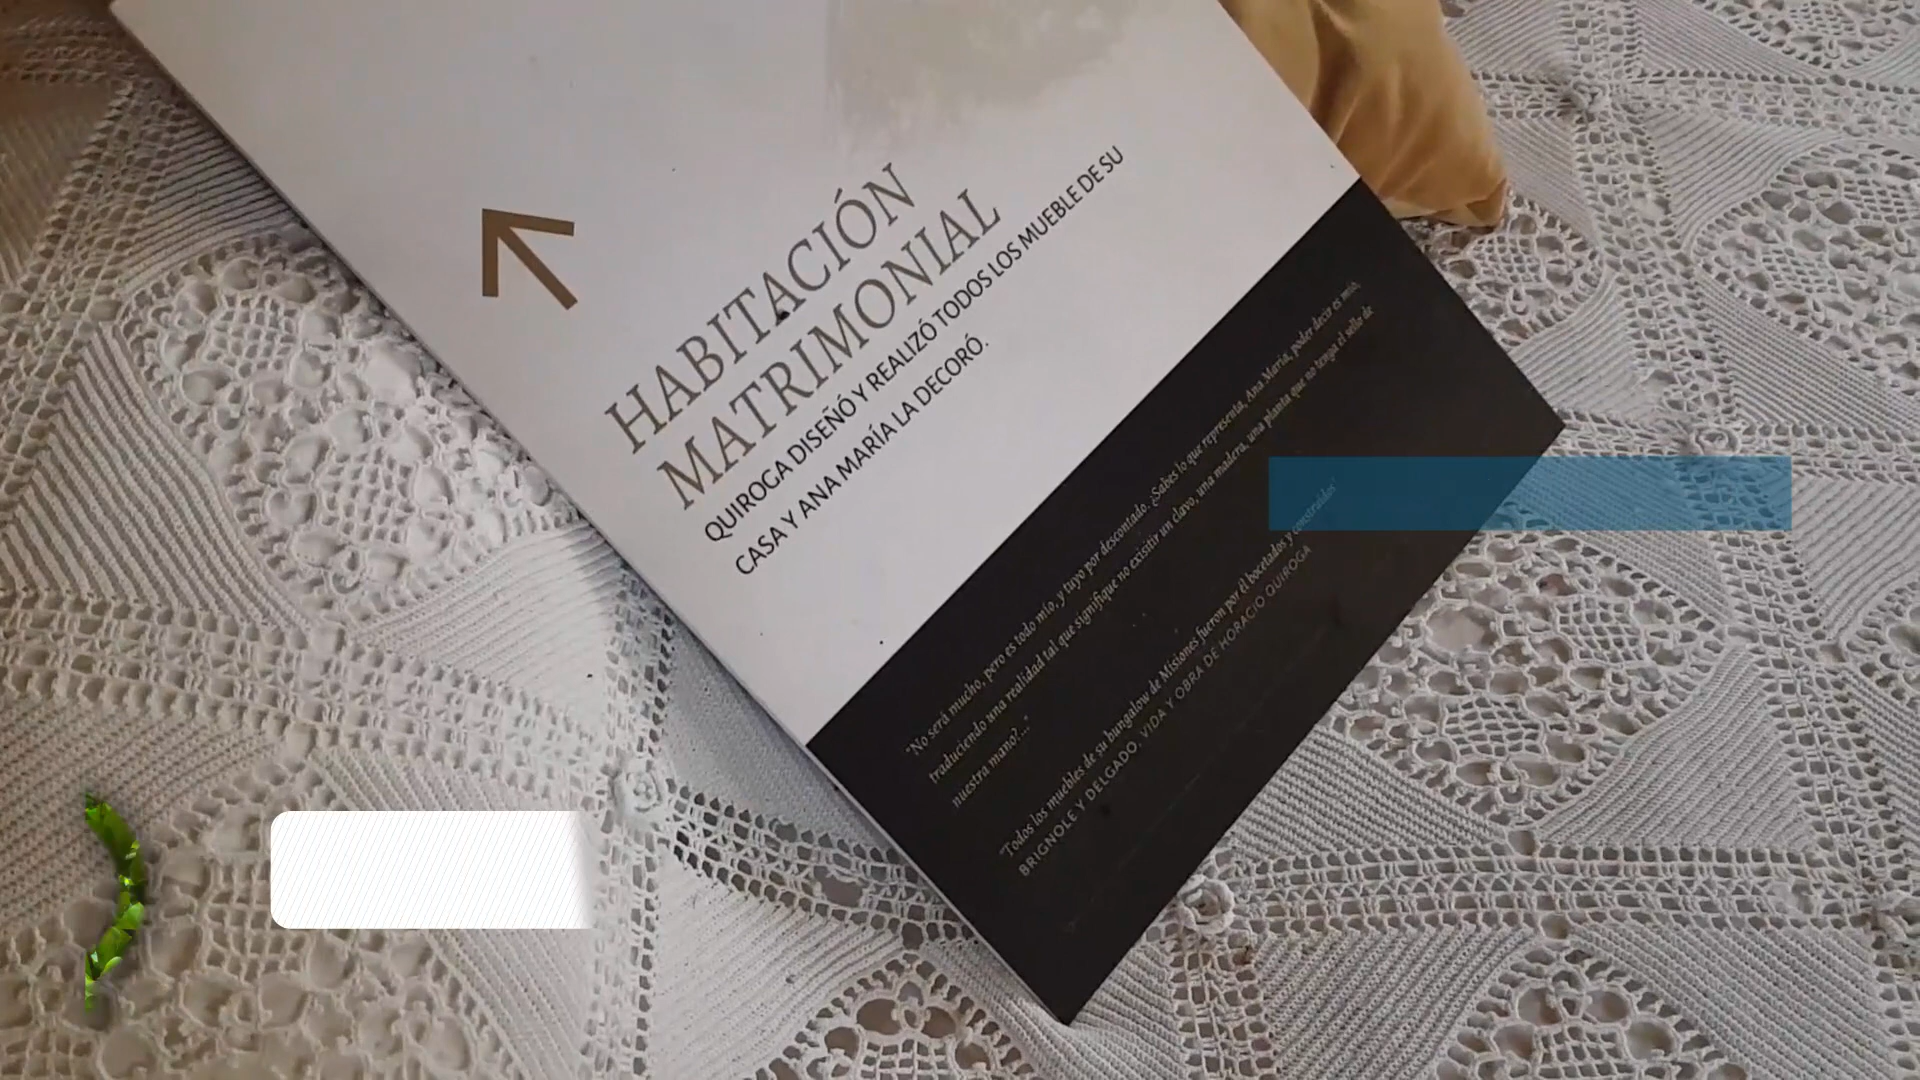 HABITACIÓN
MATRIMONIAL
QUIROGA DISEÑÓ Y REALIZÓ TODOS LOS MUEBLE DE SU
CASA Y ANA MARÍA LA DECORÓ.
"No será mucho, pero es todo mío, y tuyo por descontado. ¿Sabes lo que representa, Ana María, poder decir es mío,
traduciendo una realidad tal que signifique no exisitir un clavo, una madera, una planta que no tenga el sello de
nuestra mano?..."
"Todos los muebles de su bungalow de Misiones fueron por él bocetados y construidos"
BRIGNOLE Y DELGADO. VIDA Y OBRA DE HORACIO QUIROGA